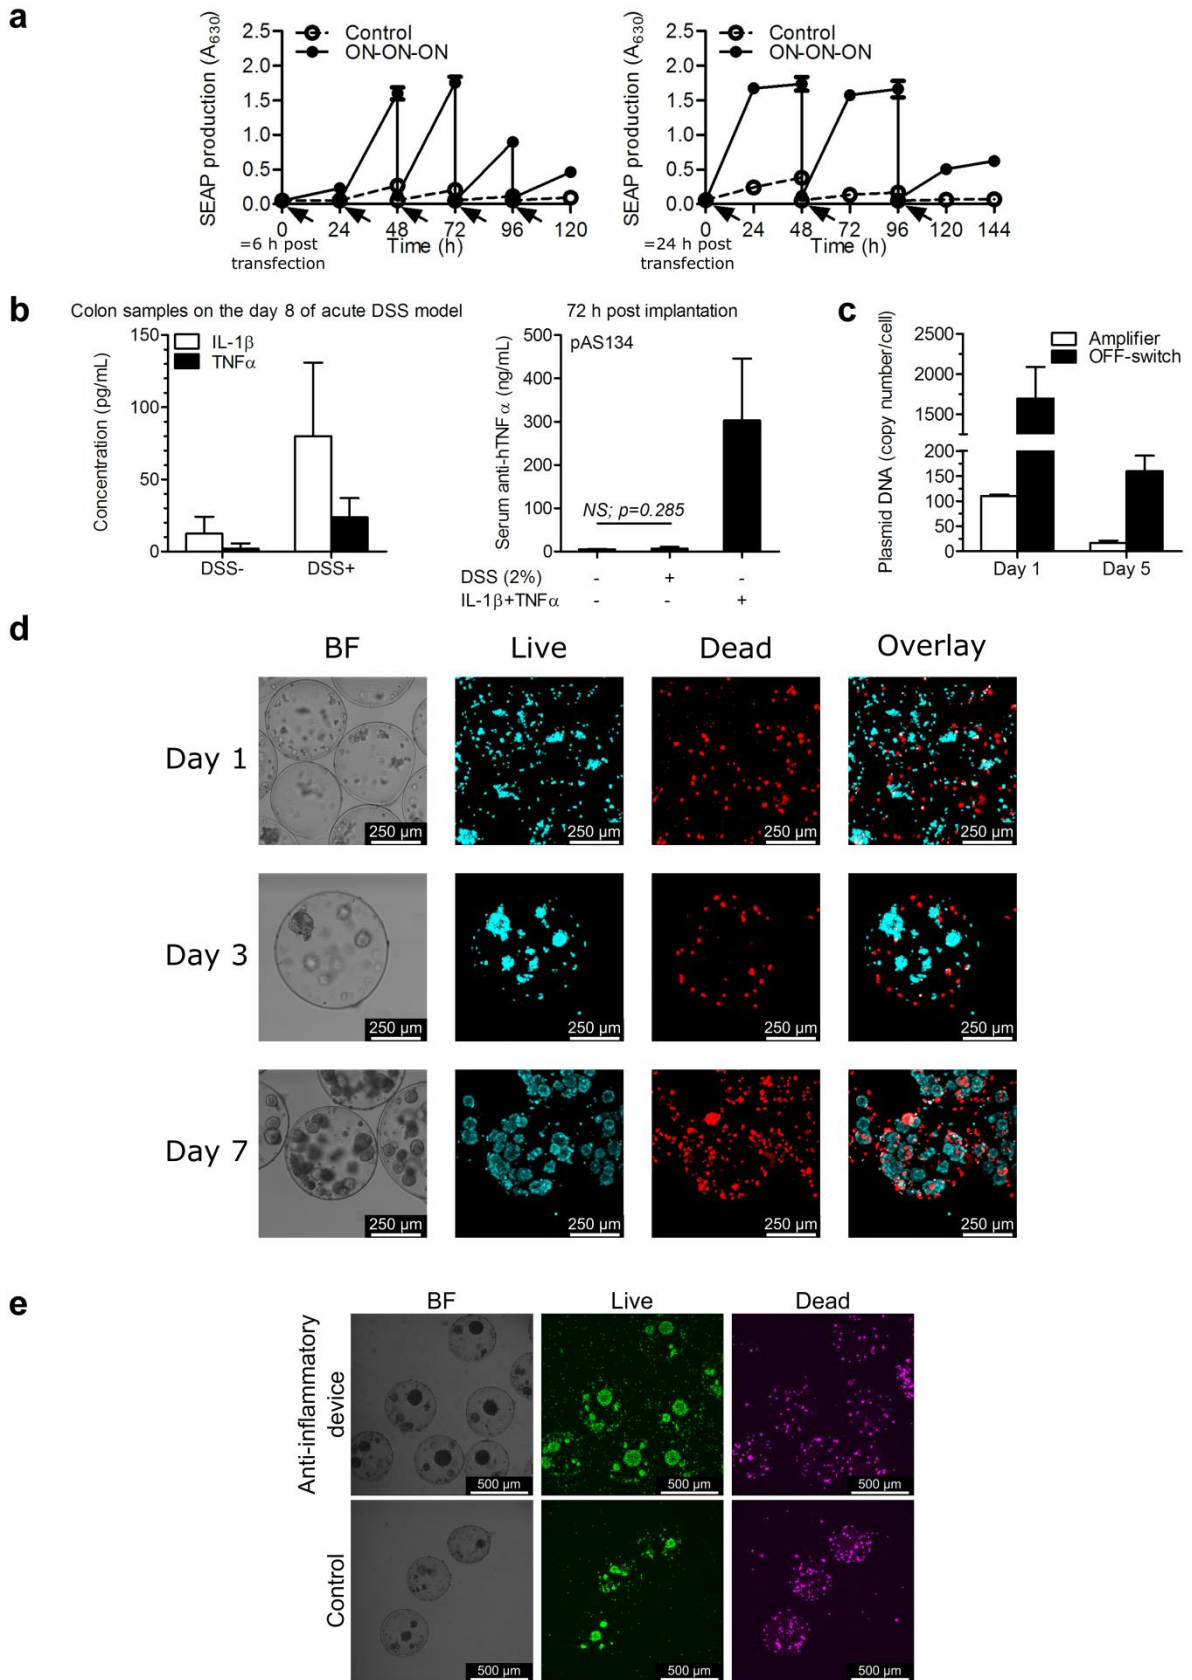 a
SEAP production (A630)
2.5
2.0
1.5
1.0
0.5
0.0
Control
ON-ON-ON
0 24 48 72 96 120
Time (h)
=6 h post
transfection
SEAP production (A630)
2.5
2.0
1.5
1.0
0.5
0.0
Control
ON-ON-ON
0 24 48 72 96 120 144
Time (h)
=24 h post
transfection
b
Colon samples on the day 8 of acute DSS model
Concentration (pg/mL)
150
100
50
0
IL-1β
TNFα
DSS- DSS+
72 h post implantation
Serum anti-hTNFα (ng/mL)
500
400
300
200
100
0
pAS134
NS; p=0.285
DSS (2%) - + -
IL-1β+TNFα - - +
c
Plasmid DNA (copy number/cell)
2500
2000
1500
200
150
100
50
0
Amplifier
OFF-switch
Day 1 Day 5
d
BF Live Dead Overlay
Day 1
250 µm 250 µm 250 µm 250 µm
Day 3
250 µm 250 µm 250 µm 250 µm
Day 7
250 µm 250 µm 250 µm 250 µm
e
BF Live Dead
Anti-inflammatory
device
500 µm 500 µm 500 µm
Control
500 µm 500 µm 500 µm